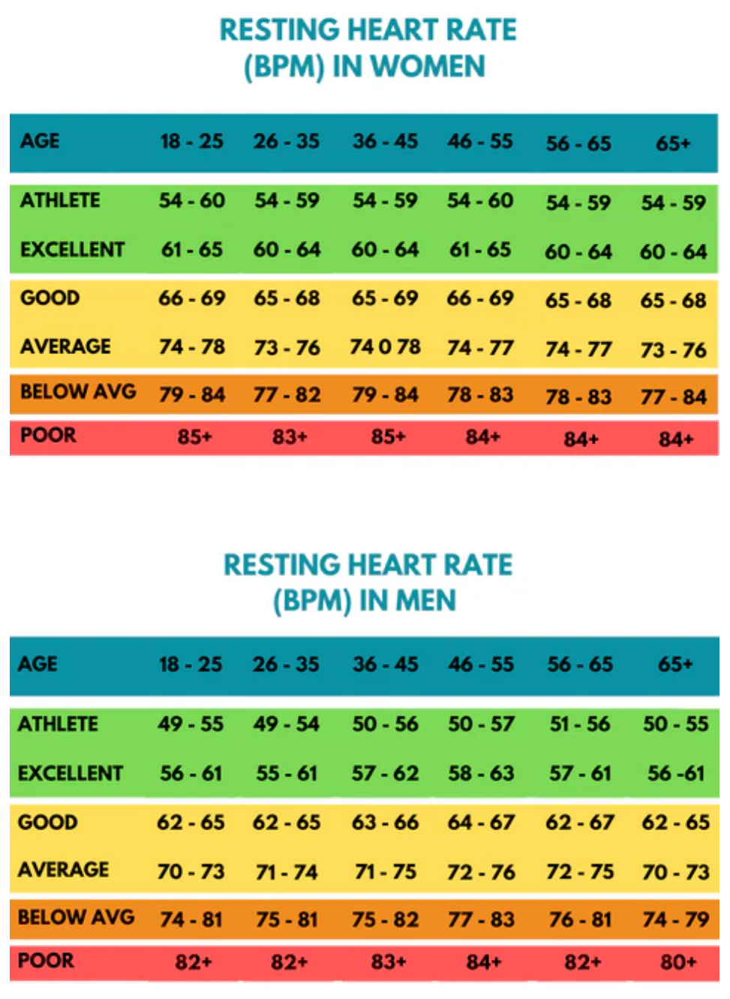 RESTING HEART RATE
(BPM) IN WOMEN
AGE 18 - 25 26 - 35 36 - 45 46 - 55 56 - 65 65+
ATHLETE 54 - 60 54 - 59 54 - 59 54 - 60 54 - 59 54 - 59
EXCELLENT 61 - 65 60 - 64 60 - 64 61 - 65 60 - 64 60 - 64
GOOD 66 - 69 65 - 68 65 - 69 66 - 69 65 - 68 65 - 68
AVERAGE 74 - 78 73 - 76 74 0 78 74 - 77 74 - 77 73 - 76
BELOW AVG 79 - 84 77 - 82 79 - 84 78 - 83 78 - 83 77 - 84
POOR 85+ 83+ 85+ 84+ 84+ 84+
RESTING HEART RATE
(BPM) IN MEN
AGE 18 - 25 26 - 35 36 - 45 46 - 55 56 - 65 65+
ATHLETE 49 - 55 49 - 54 50 - 56 50 - 57 51 - 56 50 - 55
EXCELLENT 56 - 61 55 - 61 57 - 62 58 - 63 57 - 61 56 -61
GOOD 62 - 65 62 - 65 63 - 66 64 - 67 62 - 67 62 - 65
AVERAGE 70 - 73 71 - 74 71 - 75 72 - 76 72 - 75 70 - 73
BELOW AVG 74 - 81 75 - 81 75 - 82 77 - 83 76 - 81 74 - 79
POOR 82+ 82+ 83+ 84+ 82+ 80+